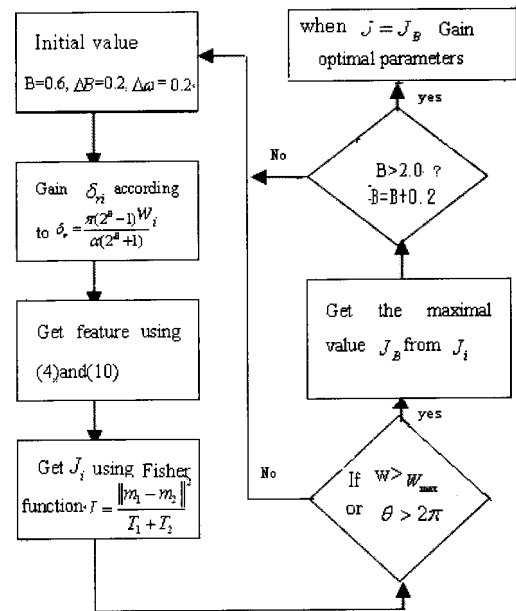 Initial value
B=0.6, ΔB=0.2, Δω=0.2.
Gain δ_{ri} according
to δ_r = π(2^B−1)W_i / α(2^B+1)
Get feature using
(4)and(10)
Get J_i using Fisher
function J = ‖m_1 − m_2‖^2 / T_1 + T_2
If w> w_max
or θ > 2π
No
yes
Get the maximal
value J_B from J_i
B>2.0 ?
B=B+0.2
No
yes
when j = J_B Gain
optimal parameters